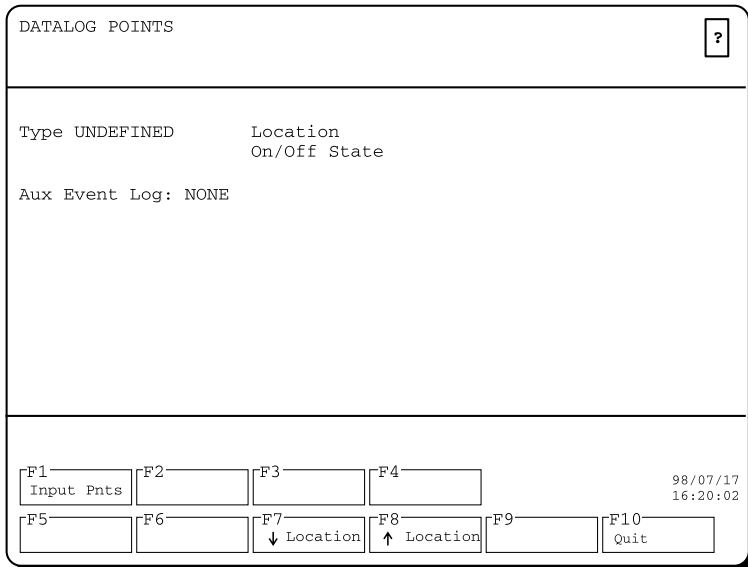 DATALOG POINTS
?
Type UNDEFINED Location
On/Off State
Aux Event Log: NONE
F1 F2 F3 F4
Input Pnts
98/07/17
16:20:02
F5 F6 F7 F8 F9 F10
↓ Location ↑ Location Quit